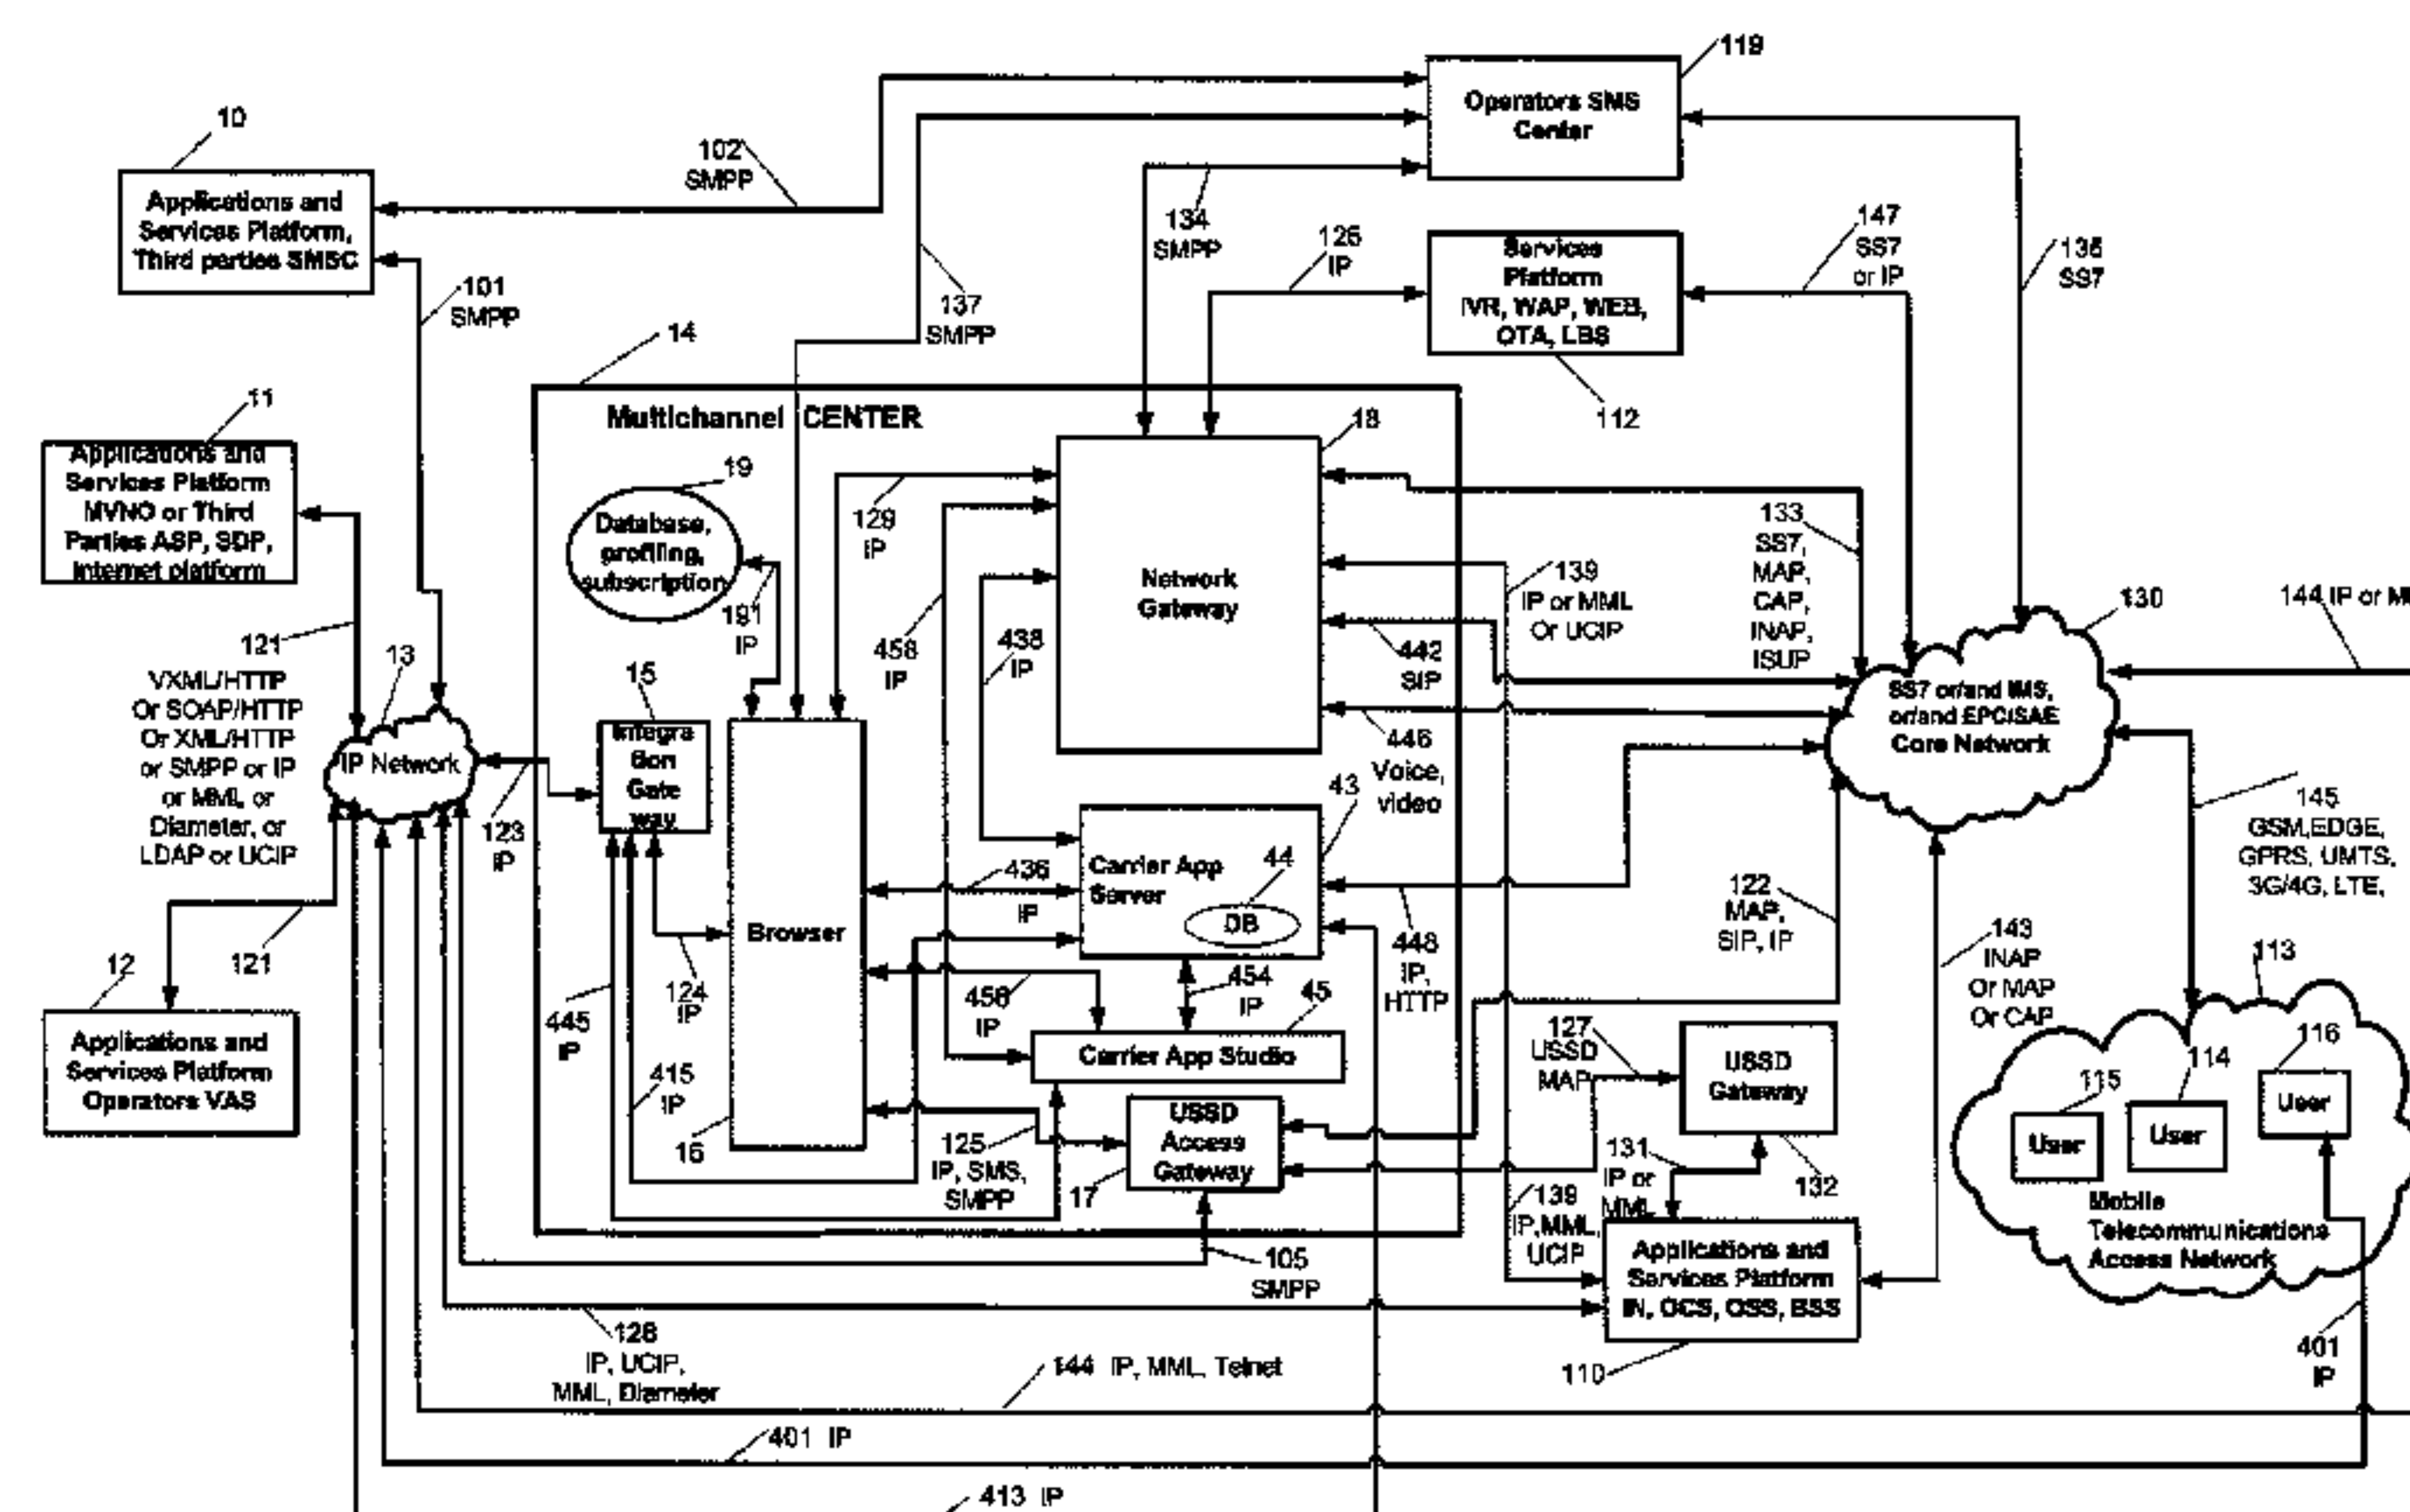 119
Operators SMS
Center
10
102
SMPP
Applications and
Services Platform,
Third parties SMSC
101
SMPP
134
SMPP
126
IP
Services
Platform
IVR, WAP, WEB,
OTA, LBS
112
147
SS7
or IP
SS7
137
SMPP
14
Multichannel CENTER
11
Applications and
Services Platform
MVNO or Third
Parties ASP, SDP,
Internet platform
121
VXML/HTTP
Or SOAP/HTTP
Or XML/HTTP
or SMPP or IP
or MML or
Diameter, or
LDAP or UCIP
13
IP Network
123
IP
19
Database,
profiling,
subscription
191
IP
129
IP
18
Network
Gateway
458
IP
438
IP
139
IP or MML
Or UCIP
133
SS7,
MAP,
CAP,
INAP,
ISUP
442
SIP
446
Voice,
video
130
SS7 or/and IMS,
or/and EPC/SAE
Core Network
144 IP or
15
Integra
tion
Gate
way
Browser
16
124
IP
445
IP
415
IP
436
IP
43
Carrier App
Server
44
DB
454
IP
456
IP
45
Carrier App Studio
448
IP,
HTTP
122
MAP,
SIP, IP
143
INAP
Or MAP
Or CAP
145
GSM,EDGE,
GPRS, UMTS,
3G/4G, LTE,
12
121
Applications and
Services Platform
Operators VAS
125
IP, SMS,
SMPP
17
USSD
Access
Gateway
127
USSD
MAP
USSD
Gateway
132
131
IP or
MML
139
IP,MML,
UCIP
Applications and
Services Platform
IN, OCS, OSS, BSS
110
113
116
User
114
User
115
User
Mobile
Telecommunications
Access Network
105
SMPP
128
IP, UCIP,
MML, Diameter
144 IP, MML, Telnet
401 IP
401
IP
413 IP